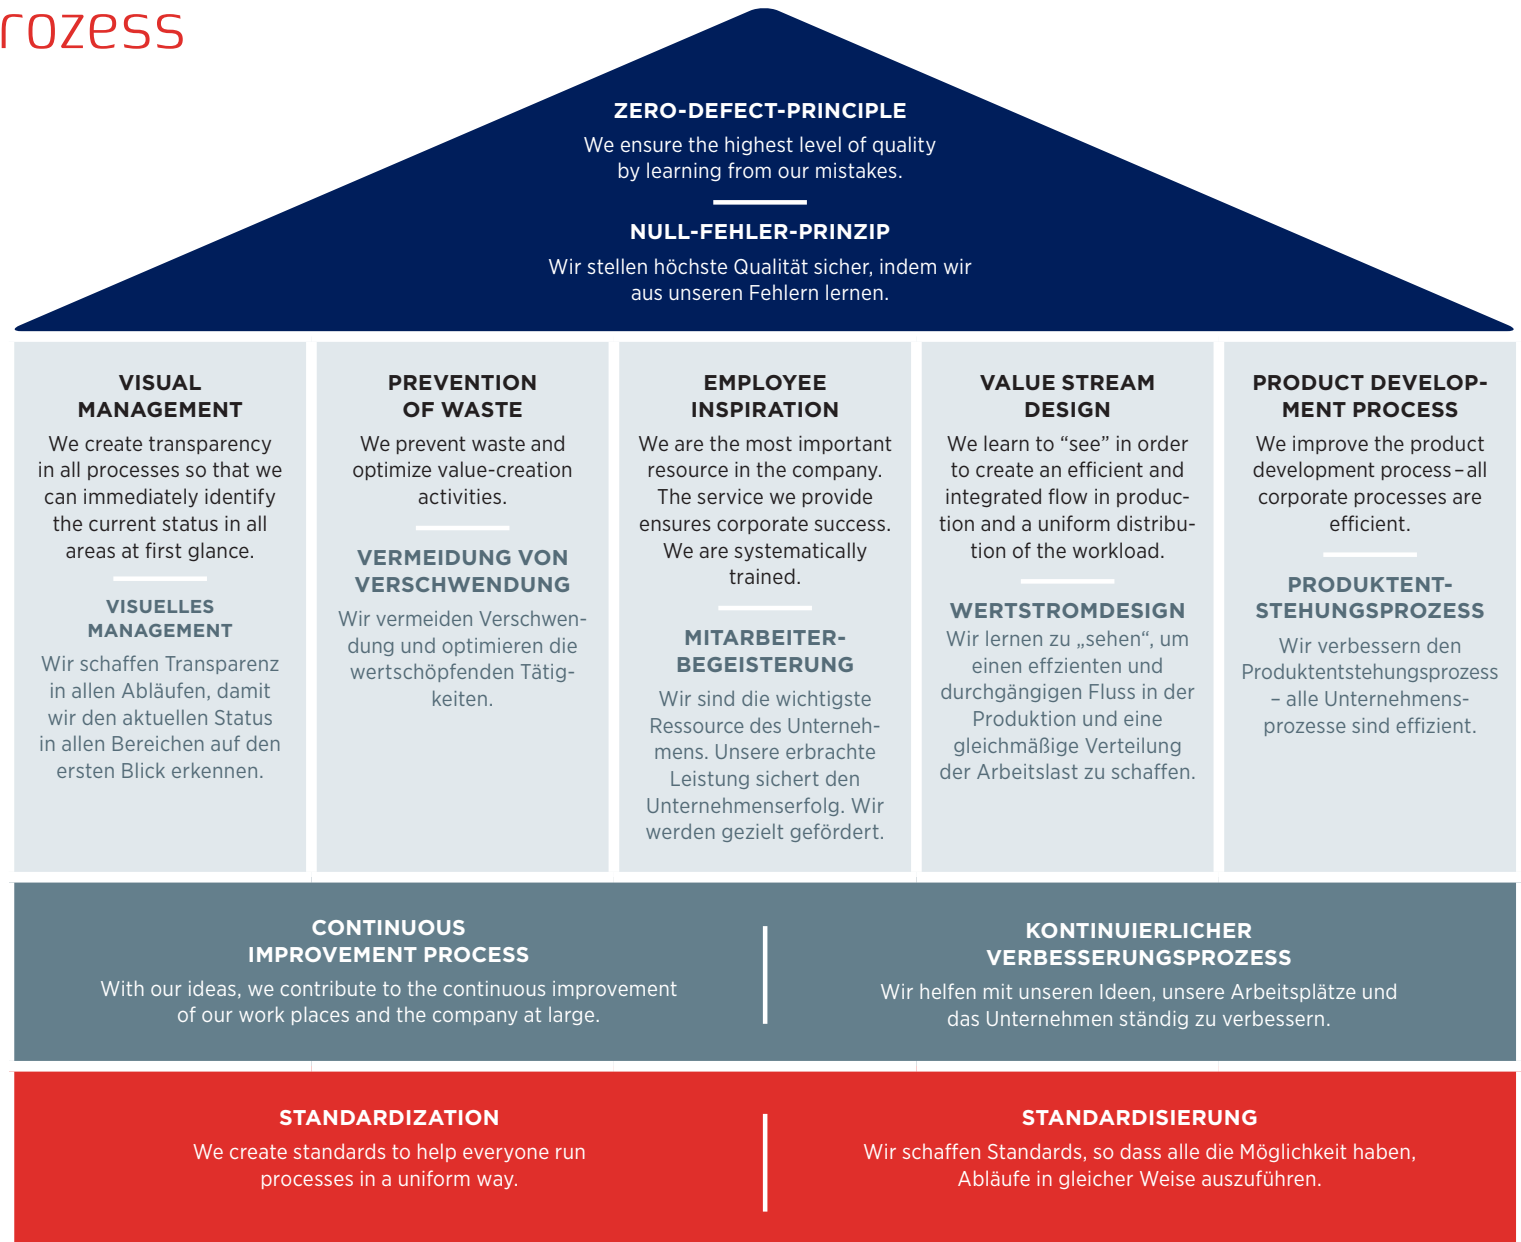 rozess
ZERO-DEFECT-PRINCIPLE
We ensure the highest level of quality
by learning from our mistakes.
NULL-FEHLER-PRINZIP
Wir stellen höchste Qualität sicher, indem wir
aus unseren Fehlern lernen.
VISUAL
MANAGEMENT
We create transparency
in all processes so that we
can immediately identify
the current status in all
areas at first glance.
VISUELLES
MANAGEMENT
Wir schaffen Transparenz
in allen Abläufen, damit
wir den aktuellen Status
in allen Bereichen auf den
ersten Blick erkennen.
PREVENTION
OF WASTE
We prevent waste and
optimize value-creation
activities.
VERMEIDUNG VON
VERSCHWENDUNG
Wir vermeiden Verschwen-
dung und optimieren die
wertschöpfenden Tätig-
keiten.
EMPLOYEE
INSPIRATION
We are the most important
resource in the company.
The service we provide
ensures corporate success.
We are systematically
trained.
MITARBEITER-
BEGEISTERUNG
Wir sind die wichtigste
Ressource des Unterneh-
mens. Unsere erbrachte
Leistung sichert den
Unternehmenserfolg. Wir
werden gezielt gefördert.
VALUE STREAM
DESIGN
We learn to “see” in order
to create an efficient and
integrated flow in produc-
tion and a uniform distribu-
tion of the workload.
WERTSTROMDESIGN
Wir lernen zu „sehen“, um
einen effzienten und
durchgängigen Fluss in der
Produktion und eine
gleichmäßige Verteilung
der Arbeitslast zu schaffen.
PRODUCT DEVELOP-
MENT PROCESS
We improve the product
development process – all
corporate processes are
efficient.
PRODUKTENT-
STEHUNGSPROZESS
Wir verbessern den
Produktentstehungsprozess
– alle Unternehmens-
prozesse sind effizient.
CONTINUOUS
IMPROVEMENT PROCESS
With our ideas, we contribute to the continuous improvement
of our work places and the company at large.
KONTINUIERLICHER
VERBESSERUNGSPROZESS
Wir helfen mit unseren Ideen, unsere Arbeitsplätze und
das Unternehmen ständig zu verbessern.
STANDARDIZATION
We create standards to help everyone run
processes in a uniform way.
STANDARDISIERUNG
Wir schaffen Standards, so dass alle die Möglichkeit haben,
Abläufe in gleicher Weise auszuführen.